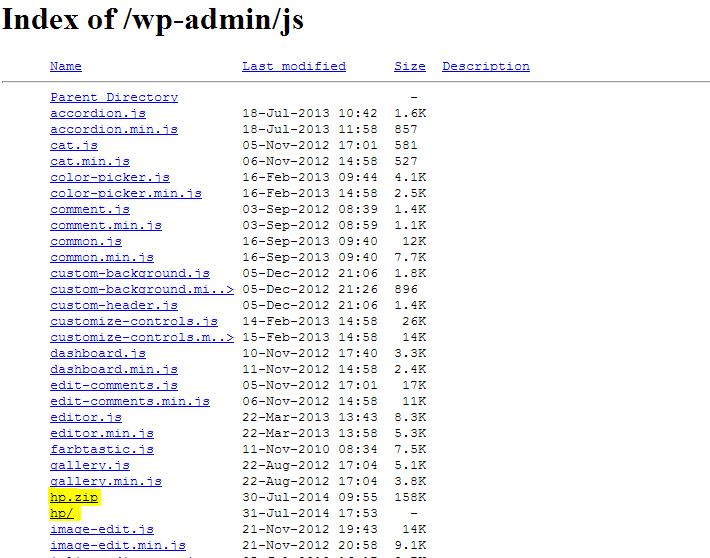 Index of /wp-admin/js
Name Last modified Size Description
Parent Directory -
accordion.js 18-Jul-2013 10:42 1.6K
accordion.min.js 18-Jul-2013 11:58 857
cat.js 05-Nov-2012 17:01 581
cat.min.js 06-Nov-2012 14:58 527
color-picker.js 16-Feb-2013 09:44 4.1K
color-picker.min.js 16-Feb-2013 14:58 2.5K
comment.js 03-Sep-2012 08:39 1.4K
comment.min.js 03-Sep-2012 08:59 1.1K
common.js 16-Sep-2013 09:40 12K
common.min.js 16-Sep-2013 09:40 7.7K
custom-background.js 05-Dec-2012 21:06 1.8K
custom-background.mi..> 05-Dec-2012 21:26 896
custom-header.js 05-Dec-2012 21:06 1.4K
customize-controls.js 14-Feb-2013 14:58 26K
customize-controls.m..> 15-Feb-2013 14:58 14K
dashboard.js 10-Nov-2012 17:40 3.3K
dashboard.min.js 11-Nov-2012 14:58 2.4K
edit-comments.js 05-Nov-2012 17:01 17K
edit-comments.min.js 06-Nov-2012 14:58 11K
editor.js 22-Mar-2013 13:43 8.3K
editor.min.js 22-Mar-2013 13:58 5.3K
farbtastic.js 11-Nov-2010 08:34 7.5K
gallery.js 22-Aug-2012 17:04 5.1K
gallery.min.js 22-Aug-2012 17:04 3.8K
hp.zip 30-Jul-2014 09:55 158K
hp/ 31-Jul-2014 17:53 -
image-edit.js 21-Nov-2012 19:43 14K
image-edit.min.js 21-Nov-2012 20:58 9.1K